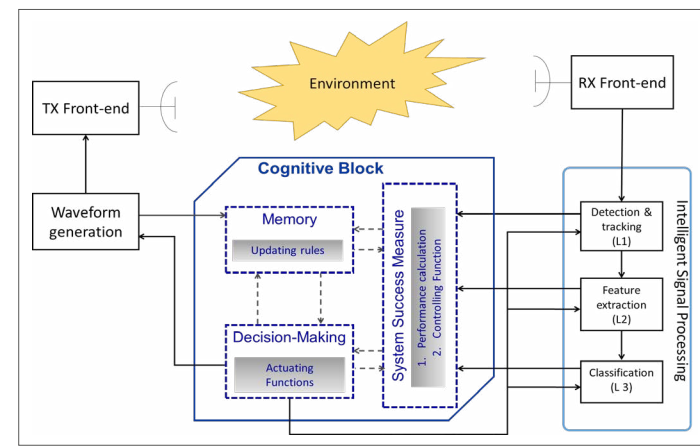 Environment
TX Front-end
RX Front-end
Cognitive Block
Waveform
generation
Memory
Updating rules
Decision-Making
Actuating
Functions
System Success Measure
1. Performance calculation
2. Controlling Function
Detection &
tracking
(L1)
Feature
extraction
(L2)
Classification
(L 3)
Intelligent Signal Processing